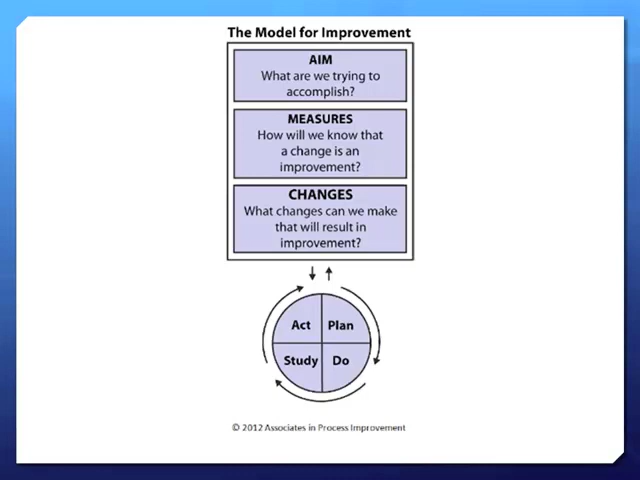 The Model for Improvement
AIM
What are we trying to
accomplish?
MEASURES
How will we know that
a change is an
improvement?
CHANGES
What changes can we make
that will result in
improvement?
Act Plan
Study Do
© 2012 Associates in Process Improvement